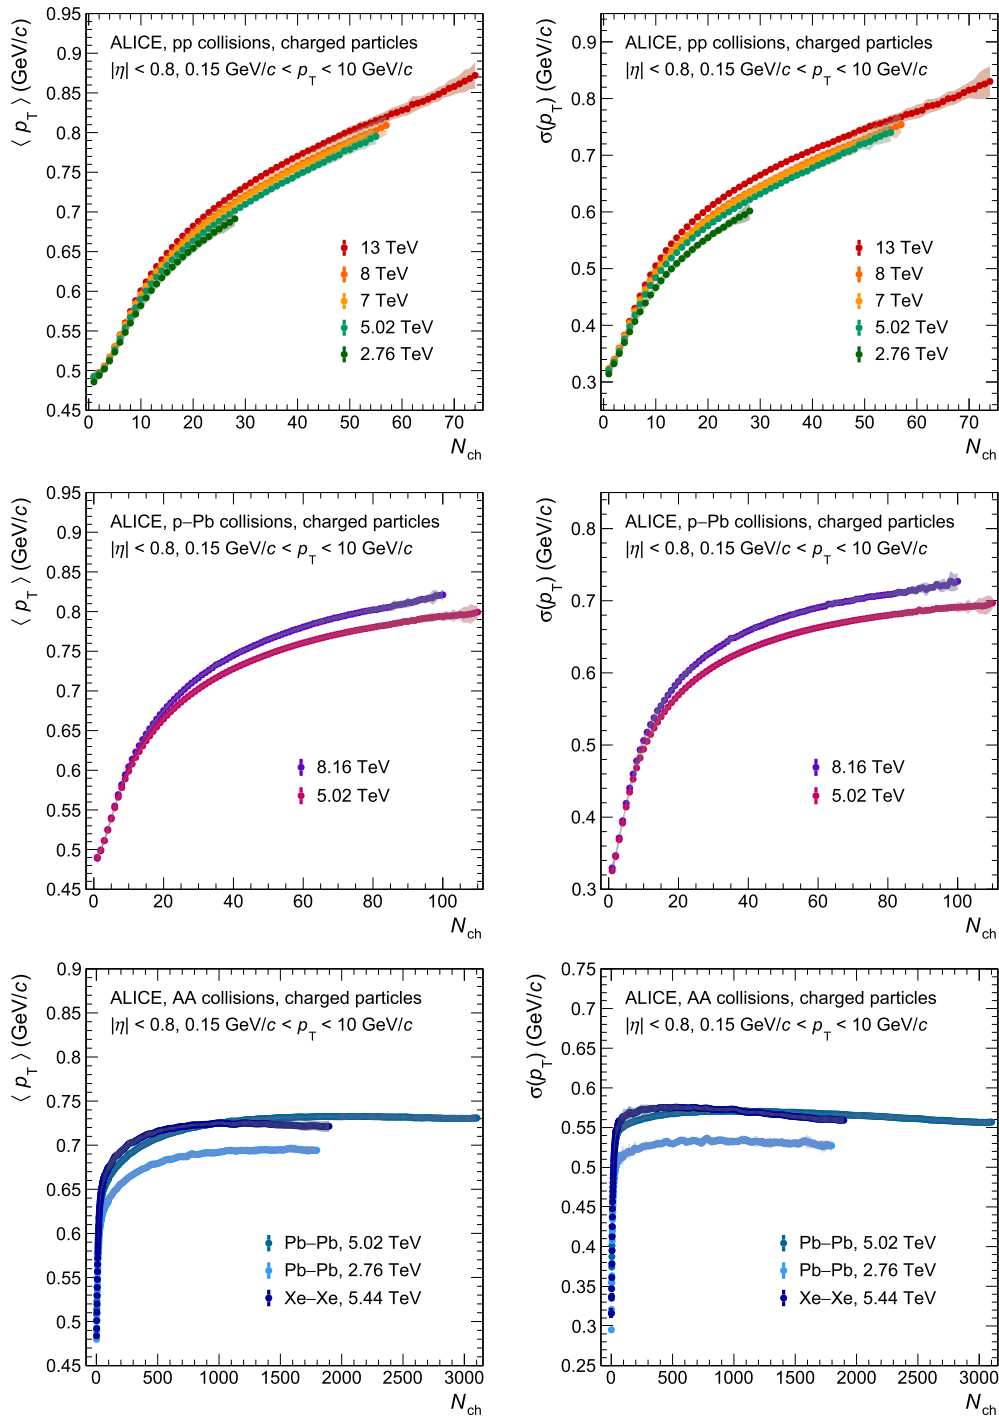 ⟨ p_T ⟩ (GeV/c)
0.95
0.9
0.85
0.8
0.75
0.7
0.65
0.6
0.55
0.5
0.45
ALICE, pp collisions, charged particles
|η| < 0.8, 0.15 GeV/c < p_T < 10 GeV/c
13 TeV
8 TeV
7 TeV
5.02 TeV
2.76 TeV
0 10 20 30 40 50 60 70
N_ch
σ(p_T) (GeV/c)
0.9
0.8
0.7
0.6
0.5
0.4
0.3
ALICE, pp collisions, charged particles
|η| < 0.8, 0.15 GeV/c < p_T < 10 GeV/c
13 TeV
8 TeV
7 TeV
5.02 TeV
2.76 TeV
0 10 20 30 40 50 60 70
N_ch
⟨ p_T ⟩ (GeV/c)
0.95
0.9
0.85
0.8
0.75
0.7
0.65
0.6
0.55
0.5
0.45
ALICE, p–Pb collisions, charged particles
|η| < 0.8, 0.15 GeV/c < p_T < 10 GeV/c
8.16 TeV
5.02 TeV
0 20 40 60 80 100
N_ch
σ(p_T) (GeV/c)
0.8
0.7
0.6
0.5
0.4
0.3
ALICE, p–Pb collisions, charged particles
|η| < 0.8, 0.15 GeV/c < p_T < 10 GeV/c
8.16 TeV
5.02 TeV
0 20 40 60 80 100
N_ch
⟨ p_T ⟩ (GeV/c)
0.9
0.85
0.8
0.75
0.7
0.65
0.6
0.55
0.5
0.45
ALICE, AA collisions, charged particles
|η| < 0.8, 0.15 GeV/c < p_T < 10 GeV/c
Pb–Pb, 5.02 TeV
Pb–Pb, 2.76 TeV
Xe–Xe, 5.44 TeV
0 500 1000 1500 2000 2500 3000
N_ch
σ(p_T) (GeV/c)
0.75
0.7
0.65
0.6
0.55
0.5
0.45
0.4
0.35
0.3
0.25
ALICE, AA collisions, charged particles
|η| < 0.8, 0.15 GeV/c < p_T < 10 GeV/c
Pb–Pb, 5.02 TeV
Pb–Pb, 2.76 TeV
Xe–Xe, 5.44 TeV
0 500 1000 1500 2000 2500 3000
N_ch